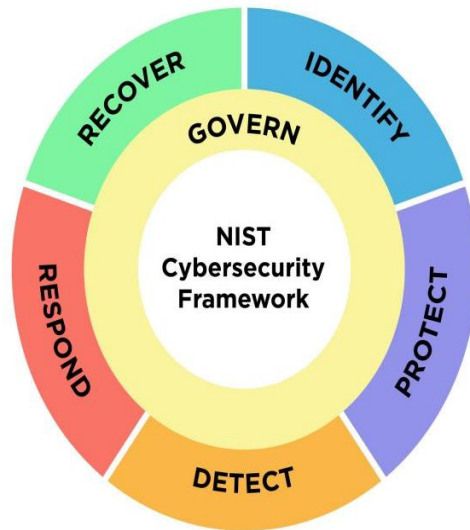 RECOVER
IDENTIFY
GOVERN
NIST
Cybersecurity
Framework
RESPOND
PROTECT
DETECT